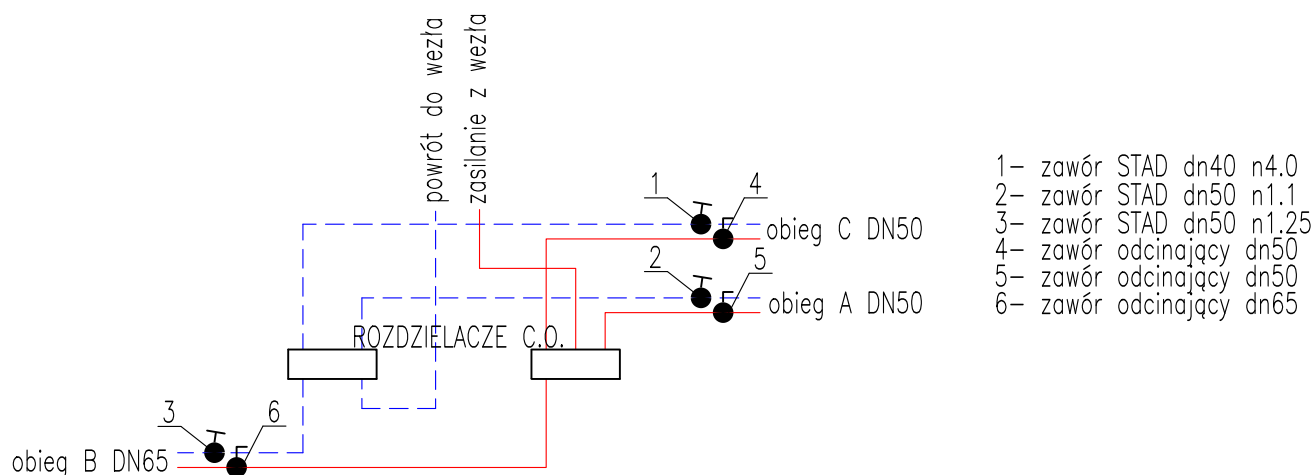 powrót do wezła
zasilanie z wezła
1
4
obieg C DN50
2
5
obieg A DN50
ROZDZIELACZE C.O.
3
6
obieg B DN65
1– zawór STAD dn40 n4.0
2– zawór STAD dn50 n1.1
3– zawór STAD dn50 n1.25
4– zawór odcinający dn50
5– zawór odcinający dn50
6– zawór odcinający dn65